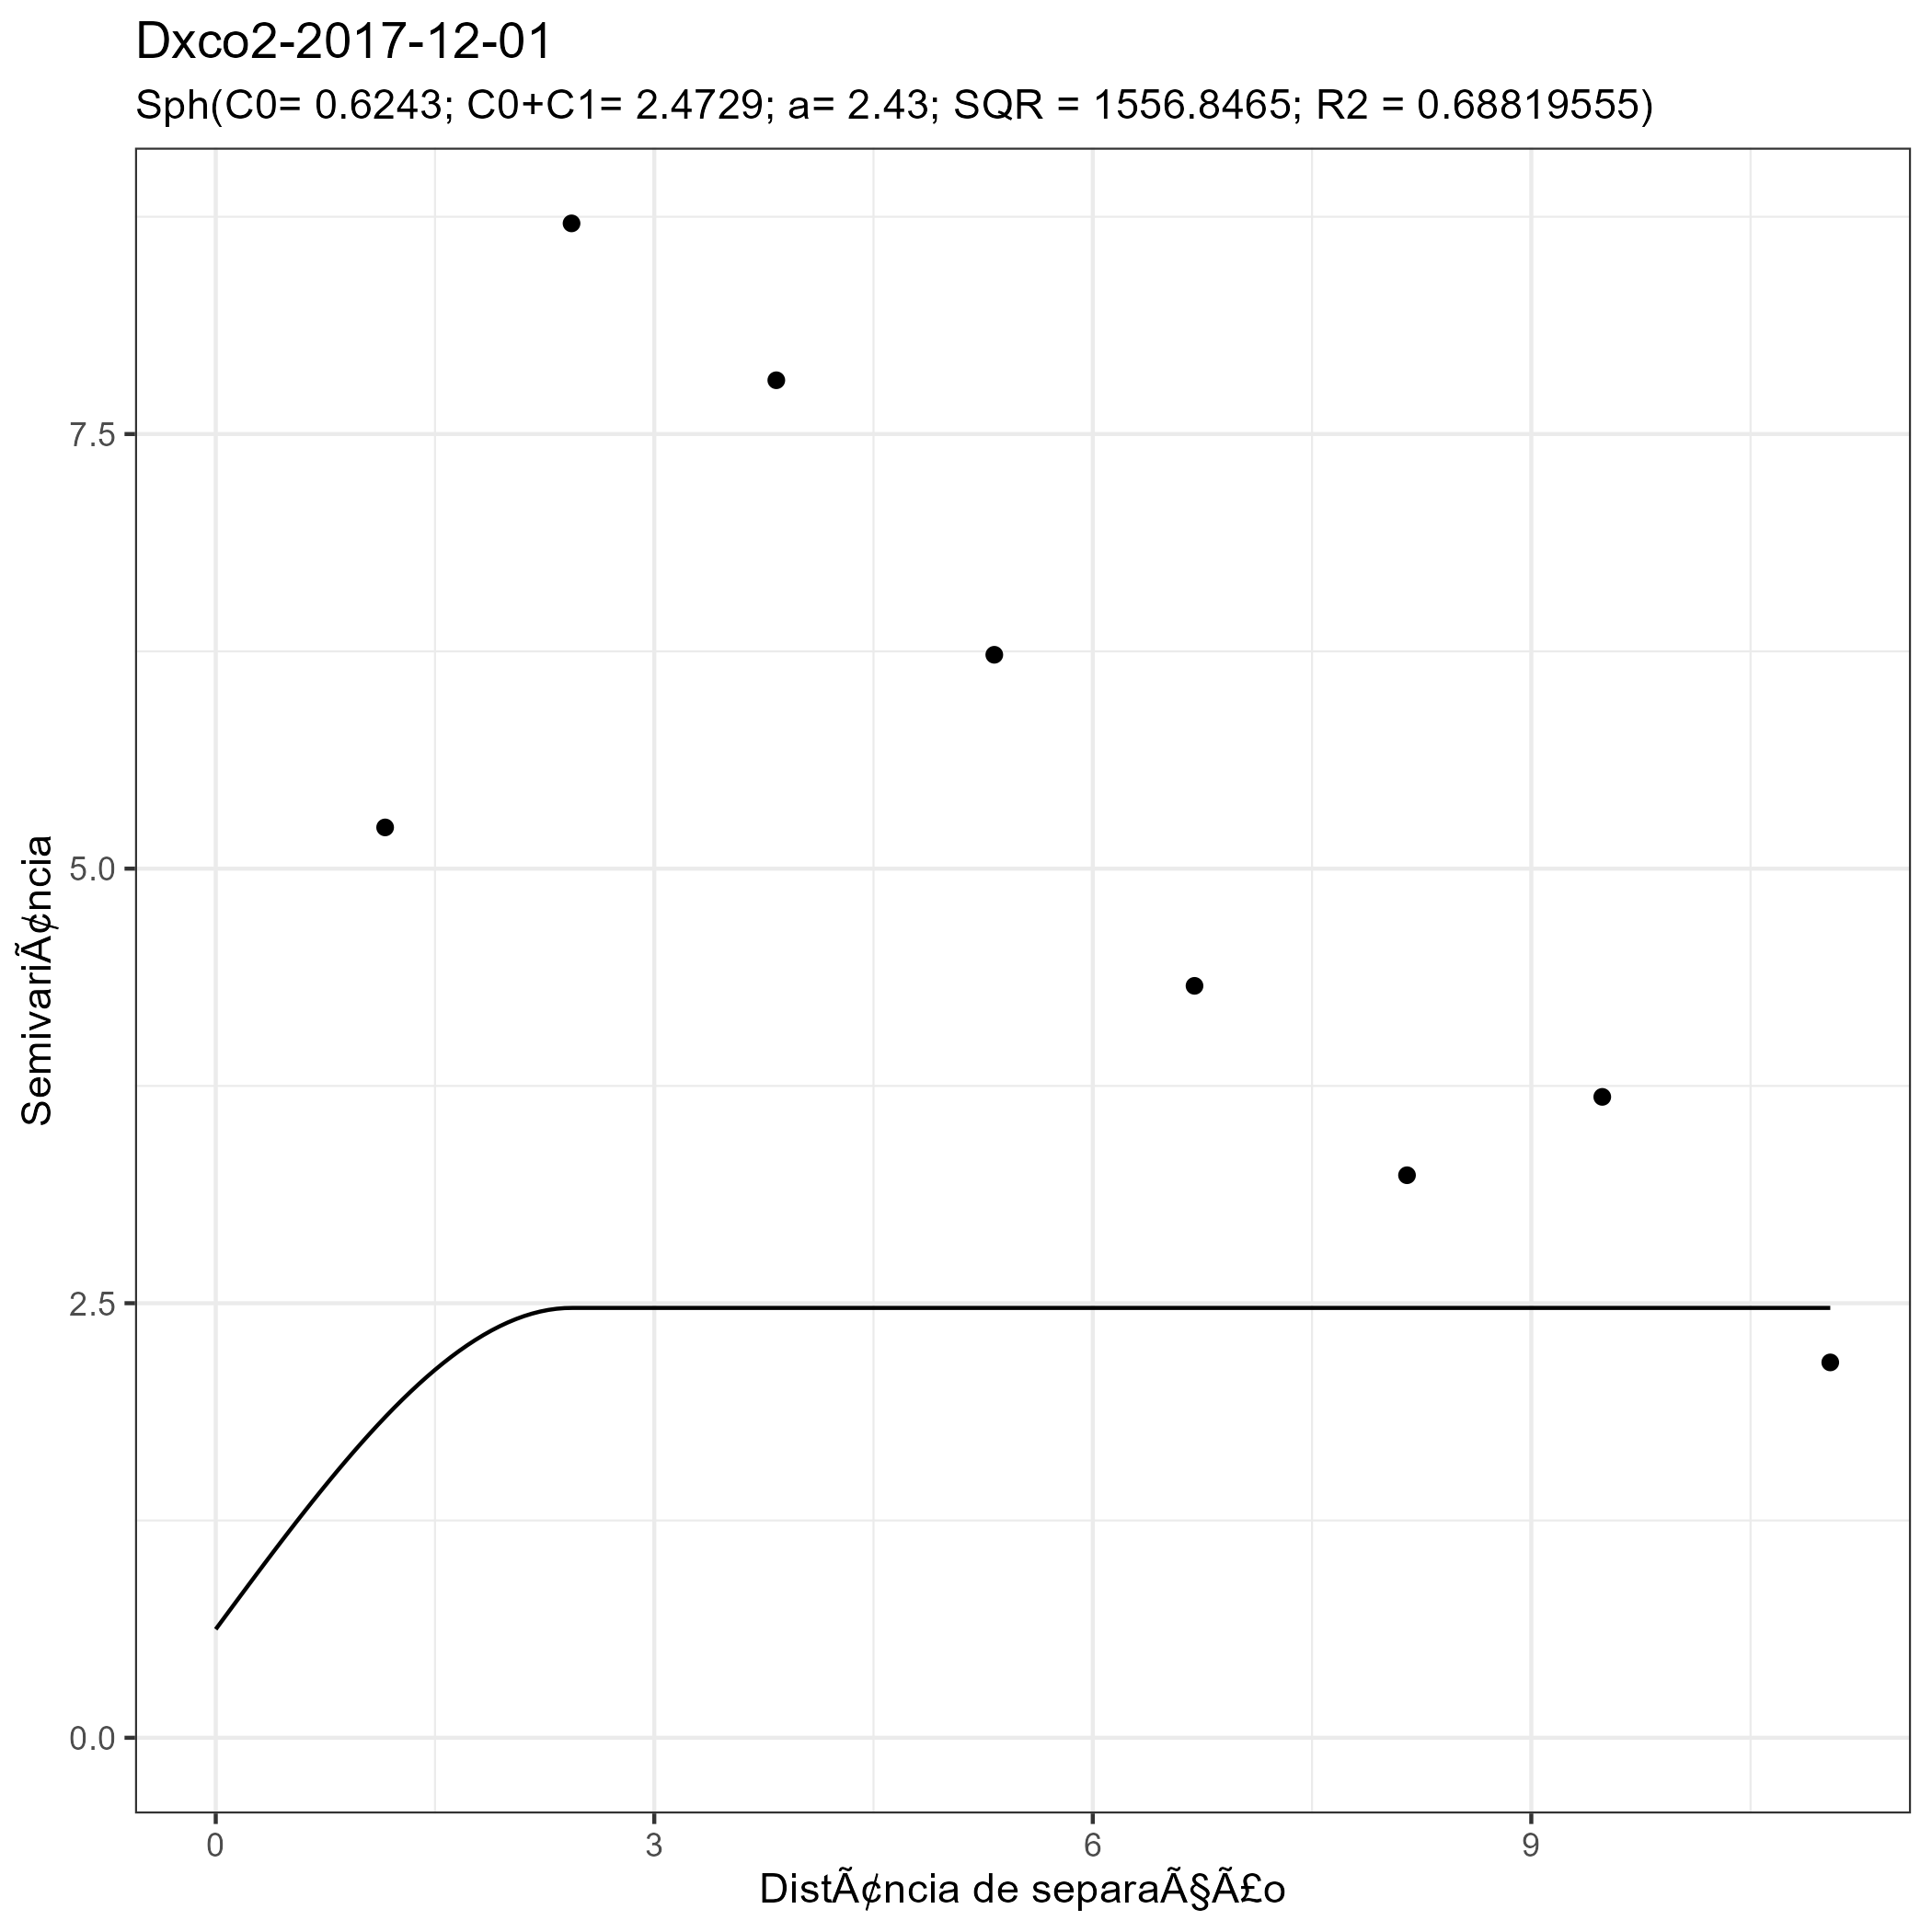 Dxco2-2017-12-01
Sph(C0= 0.6243; C0+C1= 2.4729; a= 2.43; SQR = 1556.8465; R2 = 0.68819555)
SemivariÃ¢ncia
7.5
5.0
2.5
0.0
0 3 6 9
DistÃ¢ncia de separaÃ§Ã£o